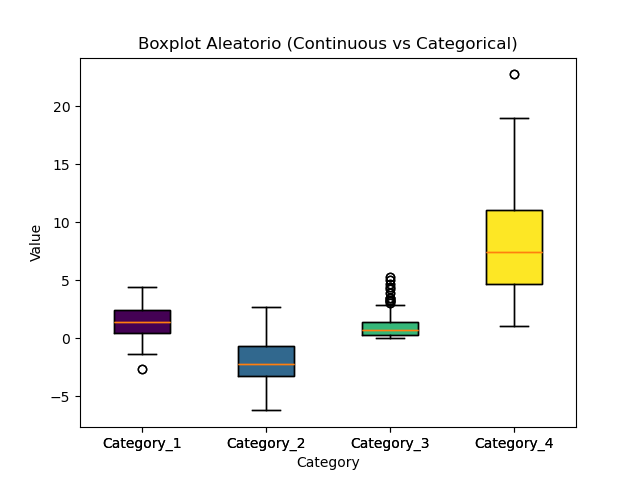 Boxplot Aleatorio (Continuous vs Categorical)
Value
20
15
10
5
0
−5
Category_1 Category_2 Category_3 Category_4
Category